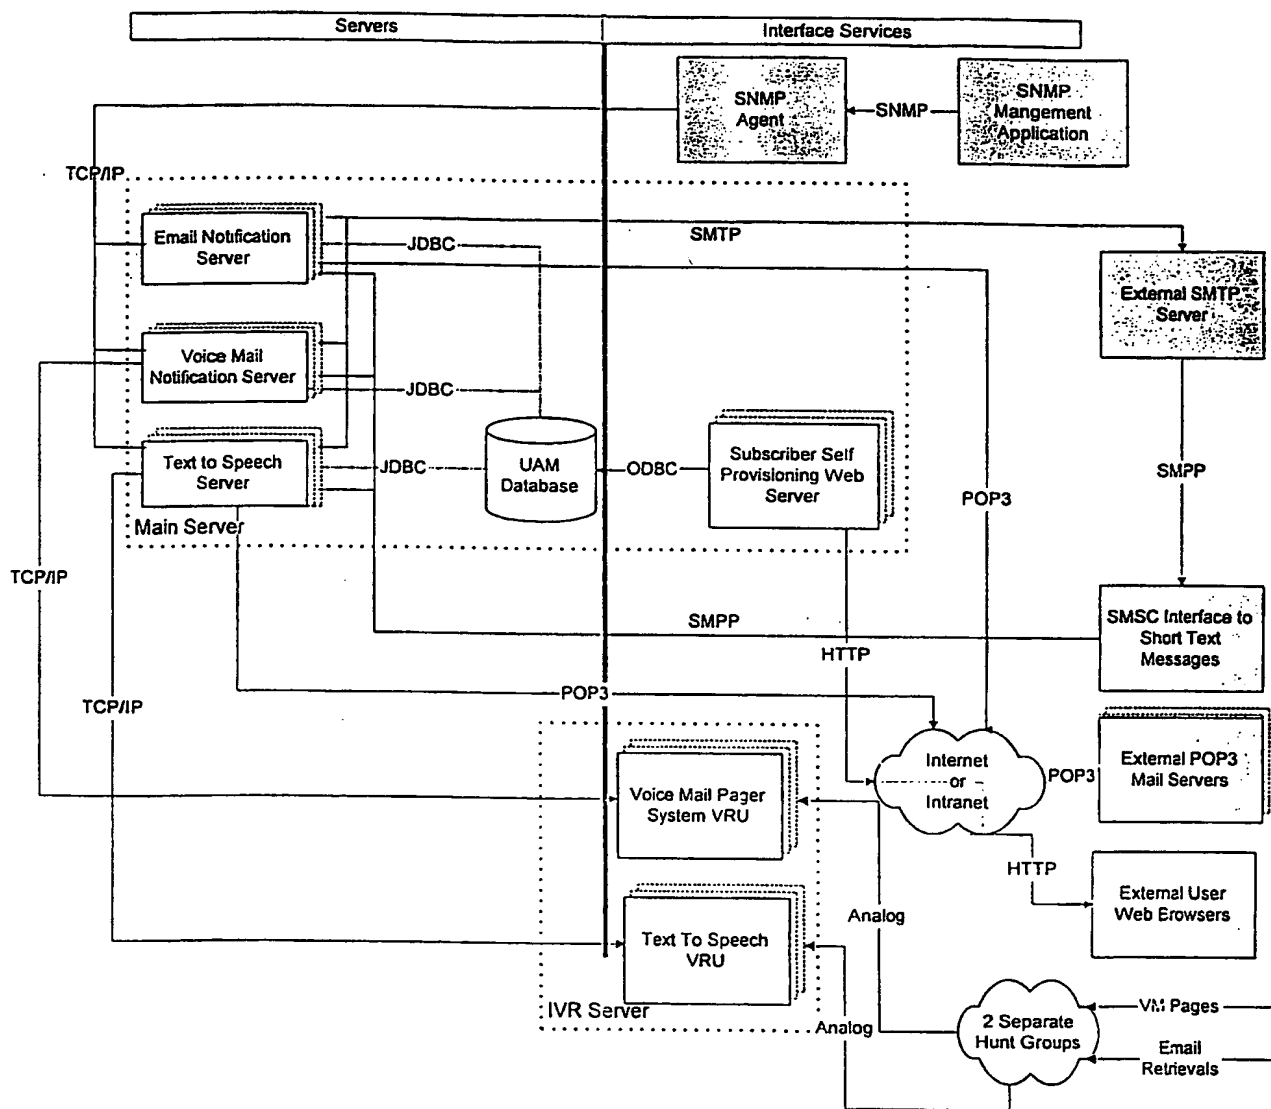 Servers
Interface Services
SNMP
Agent
SNMP
SNMP
Mangement
Application
TCP/IP
Email Notification
Server
JDBC
SMTP
External SMTP
Server
Voice Mail
Notification Server
JDBC
Text to Speech
Server
JDBC
UAM
Database
ODBC
Subscriber Self
Provisioning Web
Server
POP3
SMPP
Main Server
TCP/IP
SMPP
HTTP
SMSC Interface to
Short Text
Messages
TCP/IP
POP3
Internet
or
Intranet
POP3
External POP3
Mail Servers
Voice Mail Pager
System VRU
HTTP
External User
Web Erowsers
Analog
Text To Speech
VRU
IVR Server
Analog
2 Separate
Hunt Groups
VM Pages
Email
Retrievals